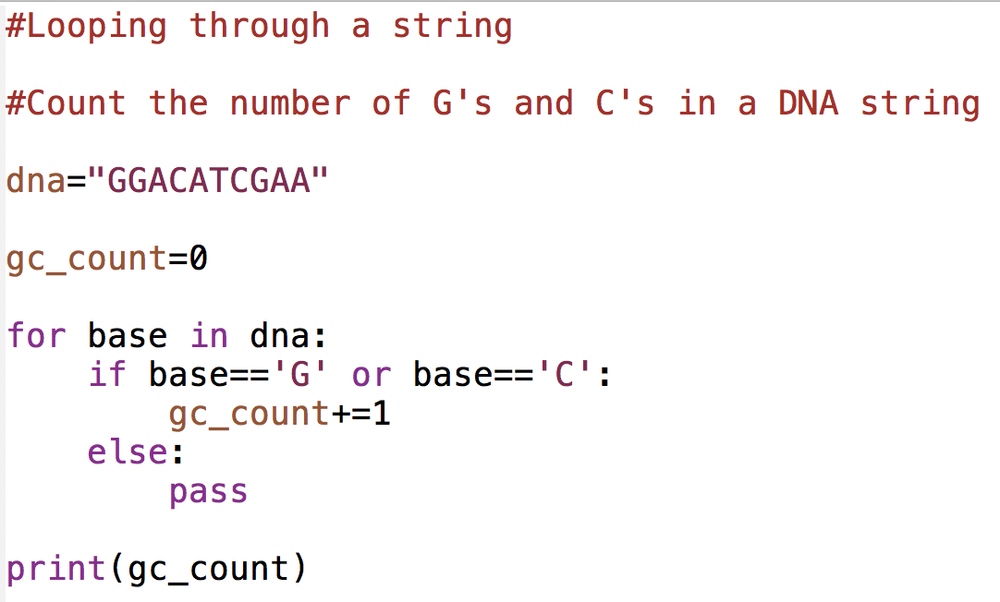 #Looping through a string
#Count the number of G's and C's in a DNA string
dna="GGACATCGAA"
gc_count=0
for base in dna:
    if base=='G' or base=='C':
        gc_count+=1
    else:
        pass
print(gc_count)